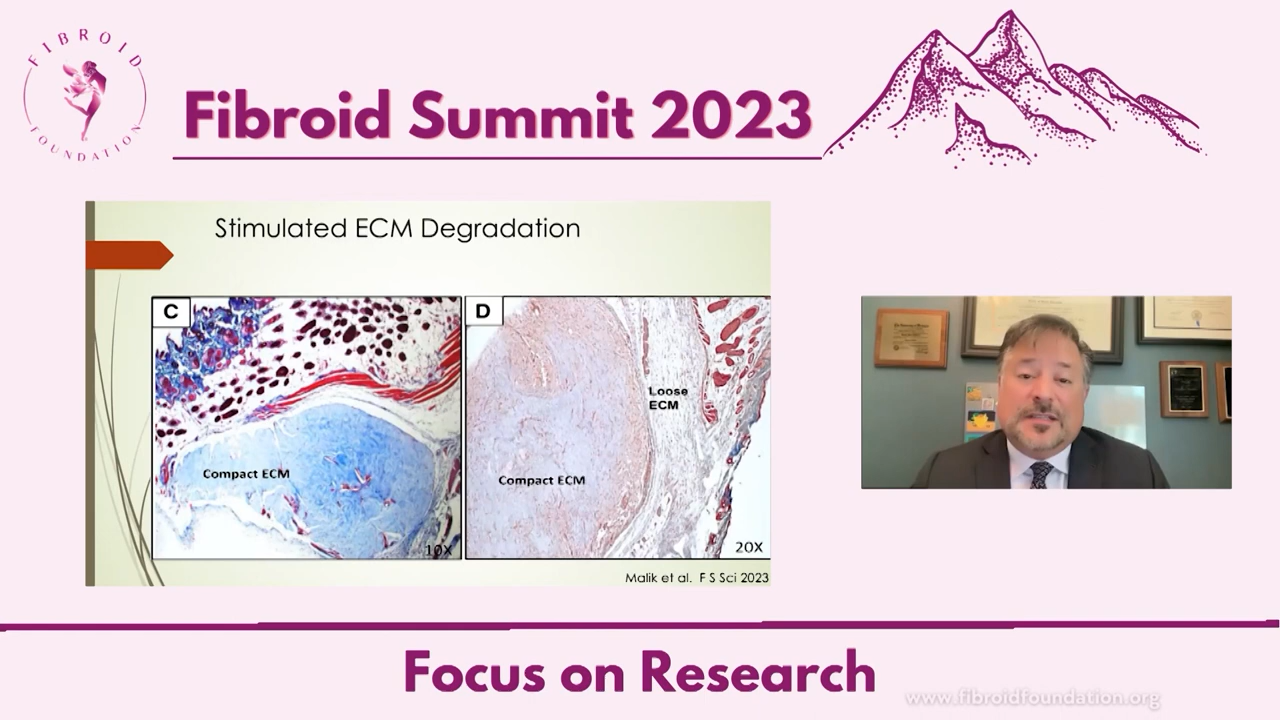 FIBROID
FOUNDATION
Fibroid Summit 2023
Stimulated ECM Degradation
C
Compact ECM
10X
D
Loose
ECM
Compact ECM
20X
Malik et al. F S Sci 2023
Focus on Research
www.fibroidfoundation.org